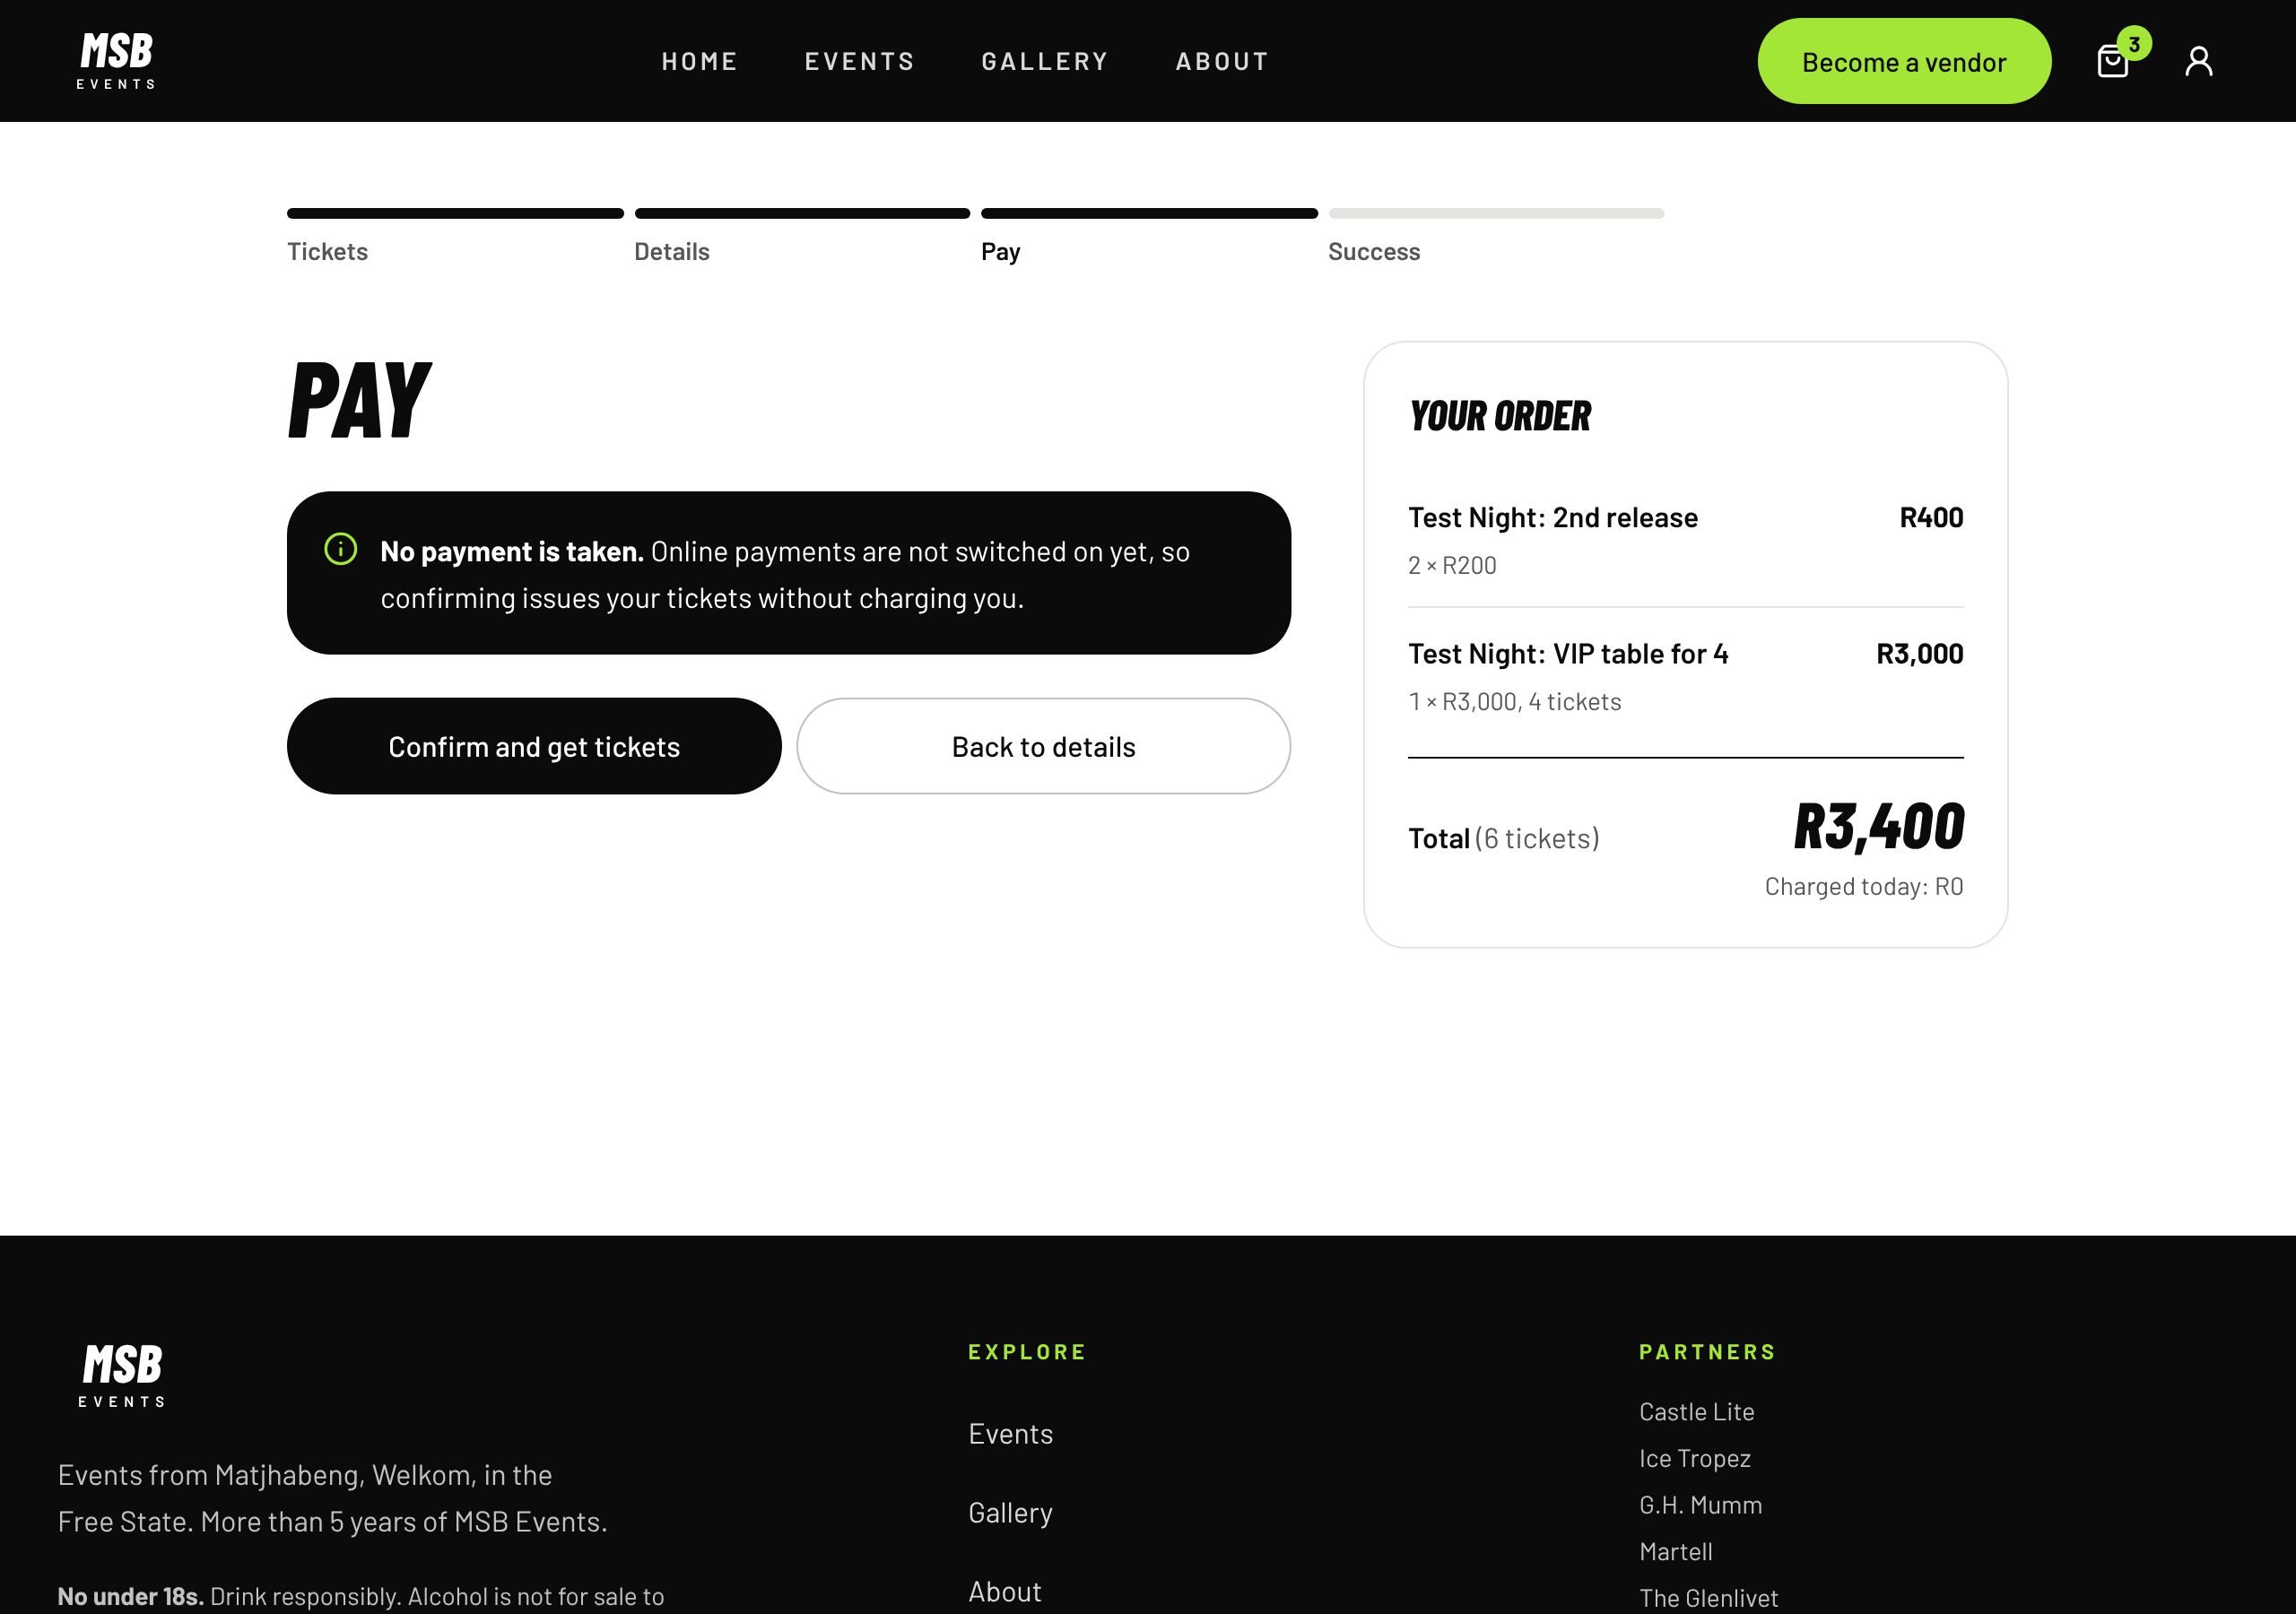 MSB
EVENTS
HOME
EVENTS
GALLERY
ABOUT
Become a vendor
3
Tickets
Details
Pay
Success
PAY
No payment is taken. Online payments are not switched on yet, so
confirming issues your tickets without charging you.
Confirm and get tickets
Back to details
YOUR ORDER
Test Night: 2nd release
R400
2 × R200
Test Night: VIP table for 4
R3,000
1 × R3,000, 4 tickets
Total (6 tickets)
R3,400
Charged today: R0
MSB
EVENTS
Events from Matjhabeng, Welkom, in the
Free State. More than 5 years of MSB Events.
No under 18s. Drink responsibly. Alcohol is not for sale to
EXPLORE
Events
Gallery
About
PARTNERS
Castle Lite
Ice Tropez
G.H. Mumm
Martell
The Glenlivet